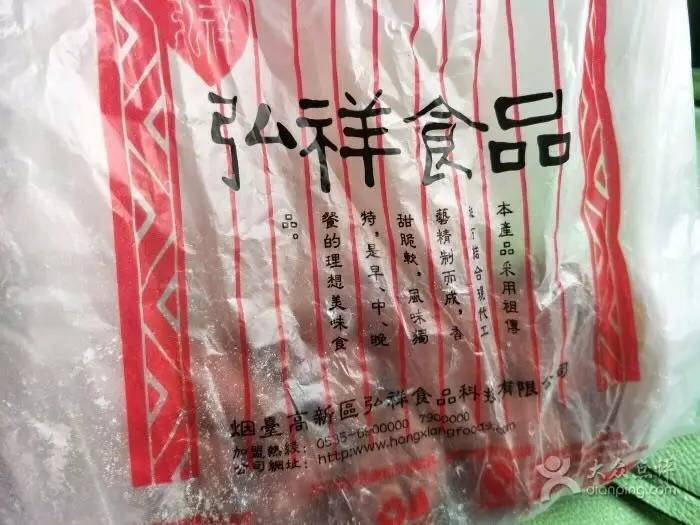 弘祥食品
本產品采用祖傳
秘方結合現代工
藝精制而成，香
甜脆軟，風味獨
特，是早、中、晚
餐的理想美味食
品。
烟臺高新區弘祥食品科技有限公司
加盟熱綫：0535-6900000 7900000
公司網址：http:www.hongxiangfoods.com
大众点评
dianping.com